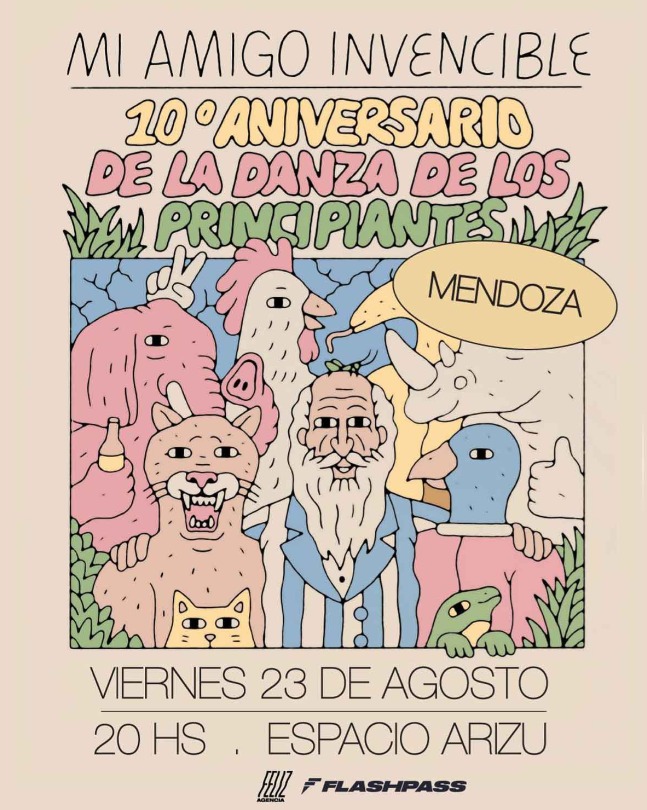 MI AMIGO INVENCIBLE
10º ANIVERSARIO
DE LA DANZA DE LOS
PRINCIPIANTES
MENDOZA
VIERNES 23 DE AGOSTO
20 HS . ESPACIO ARIZU
FELIZ
AGENCIA
FLASHPASS